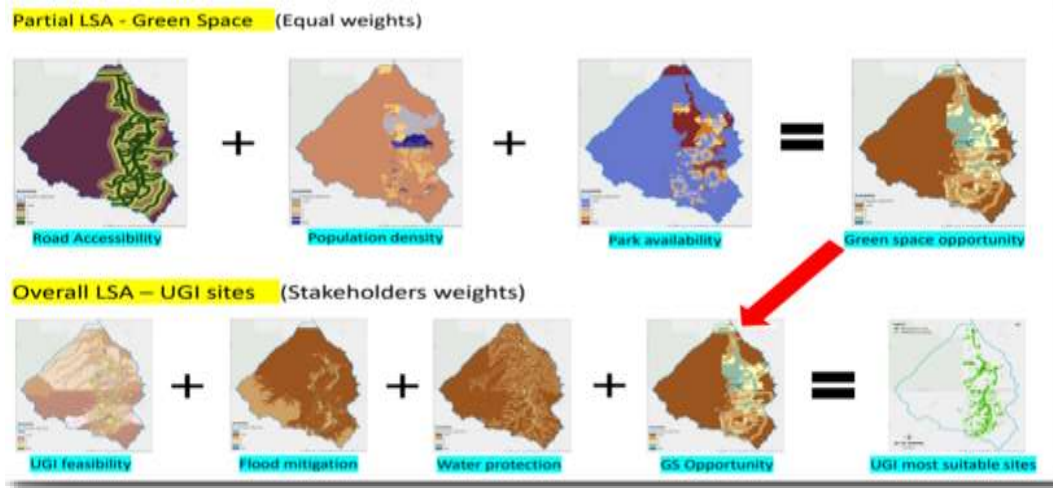 Partial LSA - Green Space (Equal weights)
+ + =
Road Accessibility Population density Park availability Green space opportunity
Overall LSA – UGI sites (Stakeholders weights)
+ + + =
UGI feasibility Flood mitigation Water protection GS Opportunity UGI most suitable sites